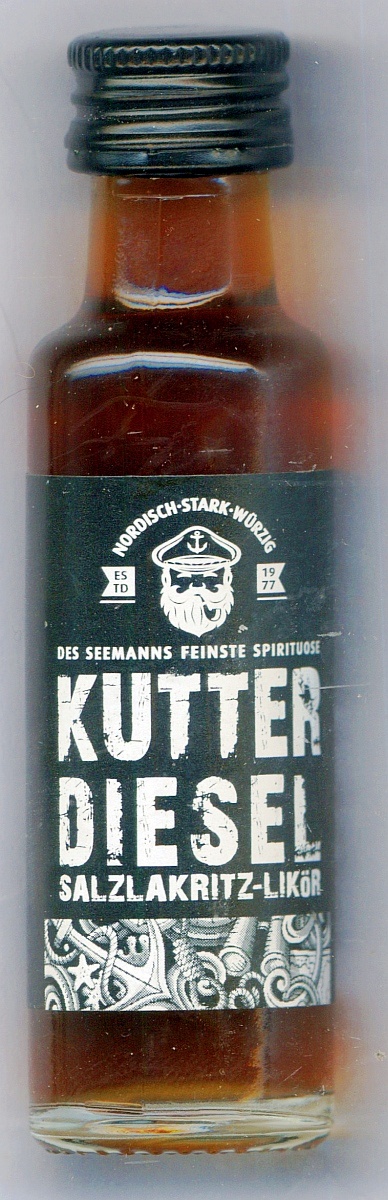 NORDISCH·STARK·WÜRZIG
ES
TD
19
77
DES SEEMANNS FEINSTE SPIRITUOSE
KUTTER
DIESEL
SALZLAKRITZ-LIKÖR